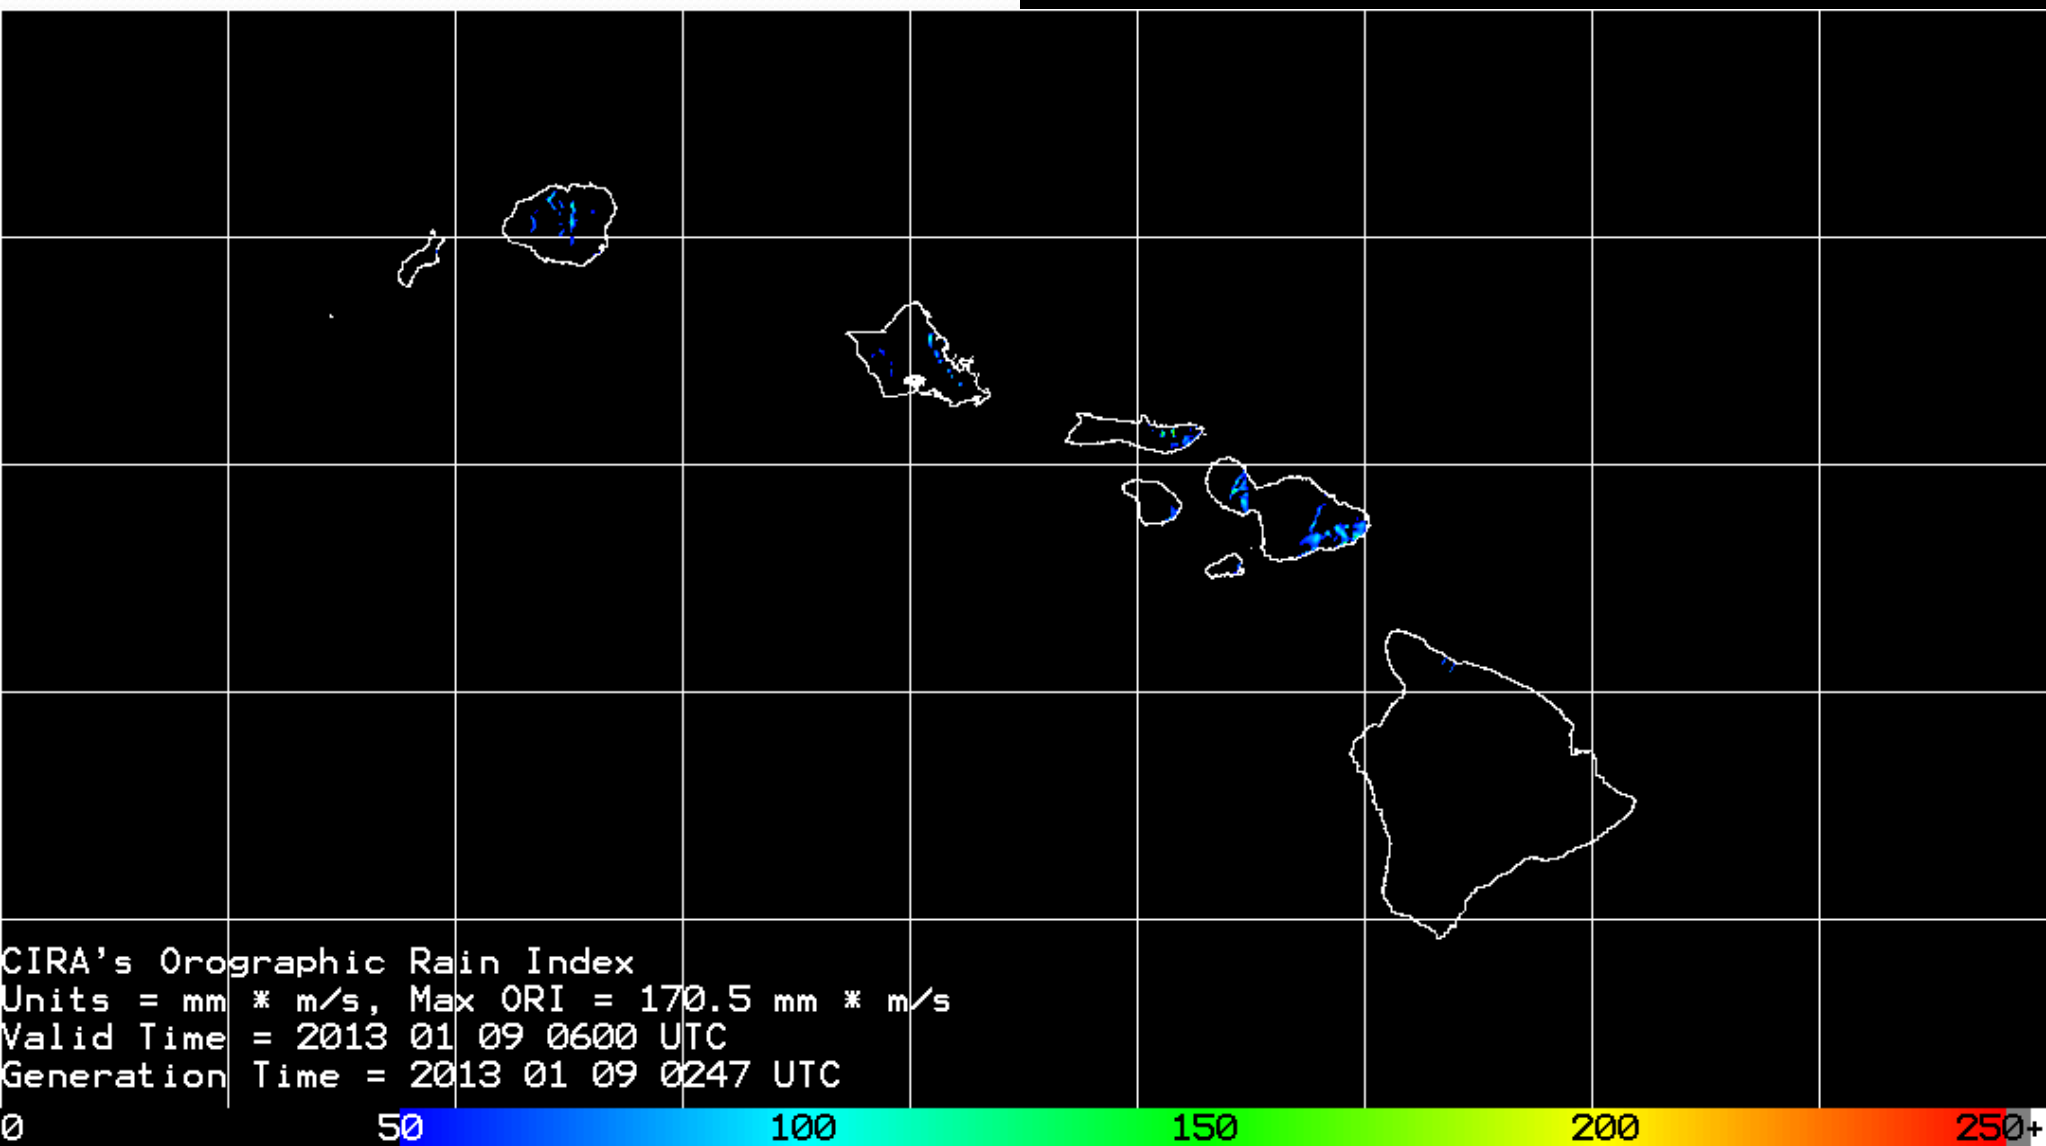 CIRA's Orographic Rain Index
Units = mm * m/s, Max ORI = 170.5 mm * m/s
Valid Time = 2013 01 09 0600 UTC
Generation Time = 2013 01 09 0247 UTC
0 50 100 150 200 250+